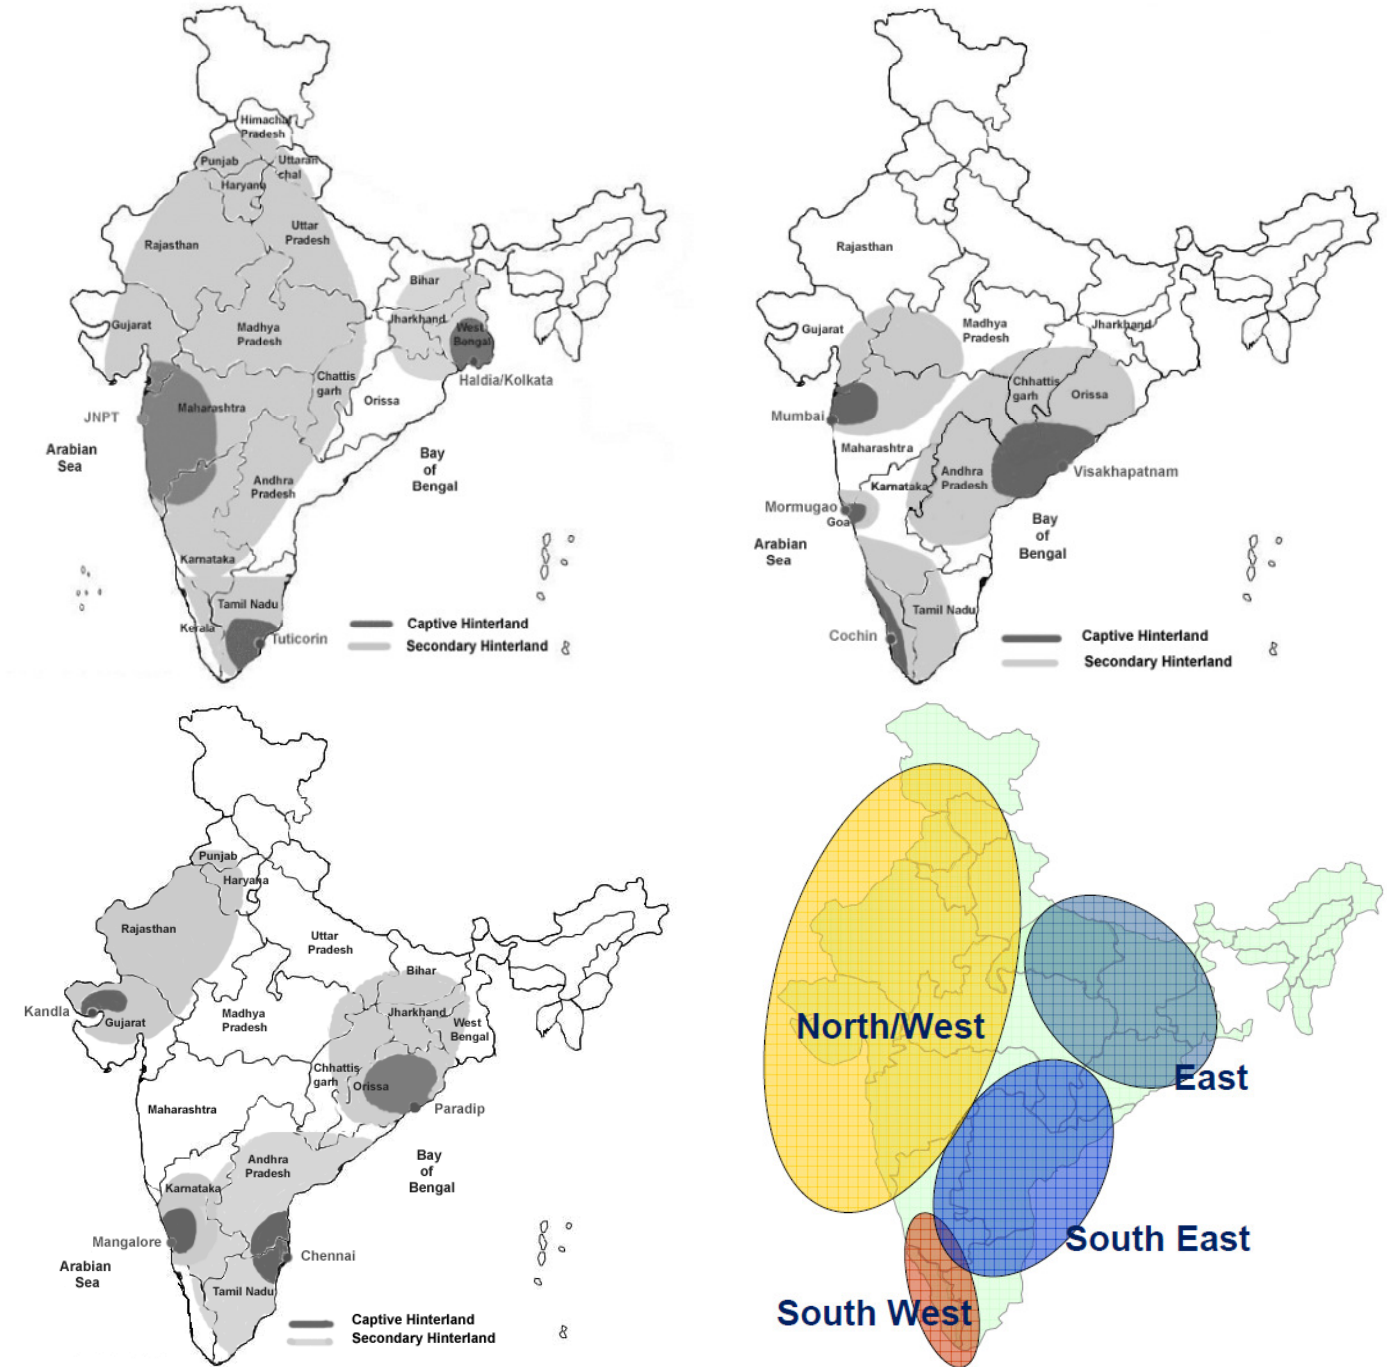 Himachal
Pradesh
Punjab
Uttaran
chal
Haryana
Uttar
Pradesh
Rajasthan
Bihar
Jharkhand
West
Bengal
Gujarat
Madhya
Pradesh
Chattis
garh
Haldia/Kolkata
Orissa
Maharashtra
JNPT
Arabian
Sea
Bay
of
Bengal
Andhra
Pradesh
Karnataka
Tamil Nadu
Kerala
Tuticorin
Captive Hinterland
Secondary Hinterland
Rajasthan
Gujarat
Madhya
Pradesh
Jharkhand
Chhattis
garh
Orissa
Mumbai
Maharashtra
Andhra
Pradesh
Visakhapatnam
Karnataka
Mormugao
Goa
Arabian
Sea
Bay
of
Bengal
Tamil Nadu
Cochin
Captive Hinterland
Secondary Hinterland
Punjab
Haryana
Rajasthan
Uttar
Pradesh
Bihar
Kandla
Gujarat
Madhya
Pradesh
Jharkhand
West
Bengal
Chhattis
garh
Orissa
Paradip
Maharashtra
Andhra
Pradesh
Bay
of
Bengal
Karnataka
Mangalore
Chennai
Arabian
Sea
Tamil Nadu
Captive Hinterland
Secondary Hinterland
North/West
East
South East
South West